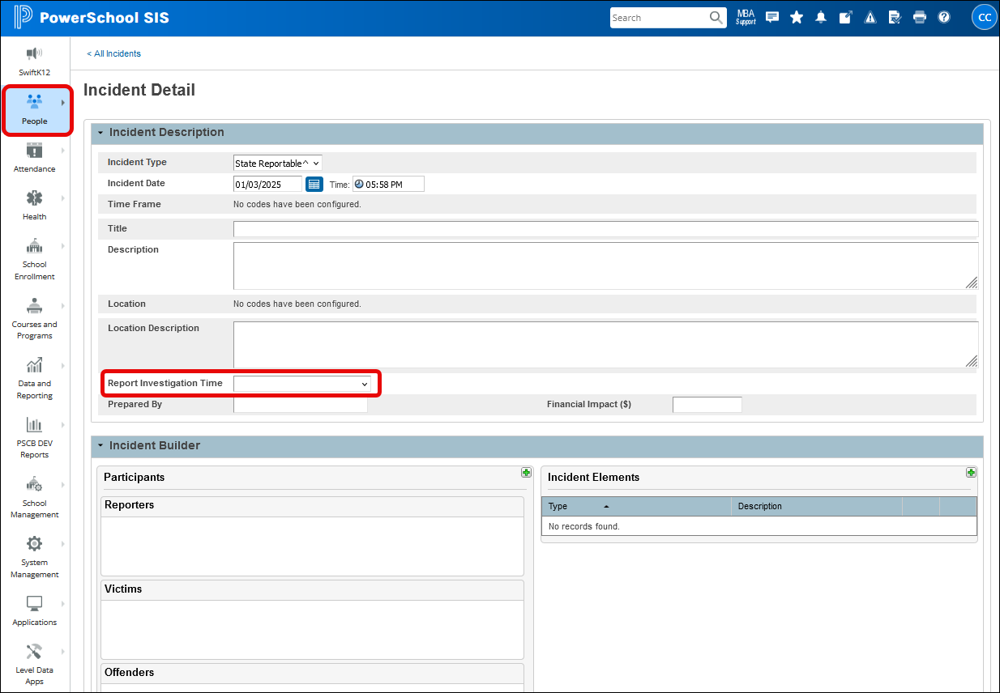 PowerSchool SIS
Search
MBA
Support
CC
SwiftK12
People
Attendance
Health
School
Enrollment
Courses and
Programs
Data and
Reporting
PSCB DEV
Reports
School
Management
System
Management
Applications
Level Data
Apps
< All Incidents
Incident Detail
Incident Description
Incident Type State Reportable^
Incident Date 01/03/2025 Time: 05:58 PM
Time Frame No codes have been configured.
Title
Description
Location No codes have been configured.
Location Description
Report Investigation Time
Prepared By Financial Impact ($)
Incident Builder
Participants
Reporters
Victims
Offenders
Incident Elements
Type Description
No records found.